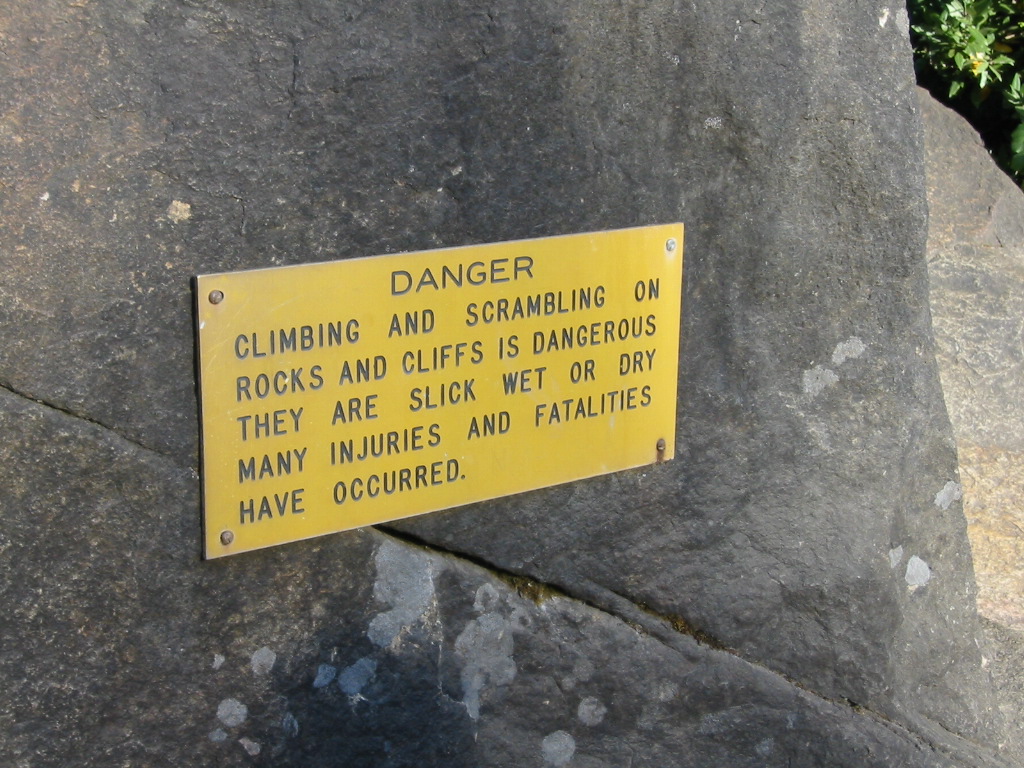 DANGER
CLIMBING AND SCRAMBLING ON
ROCKS AND CLIFFS IS DANGEROUS
THEY ARE SLICK WET OR DRY
MANY INJURIES AND FATALITIES
HAVE OCCURRED.